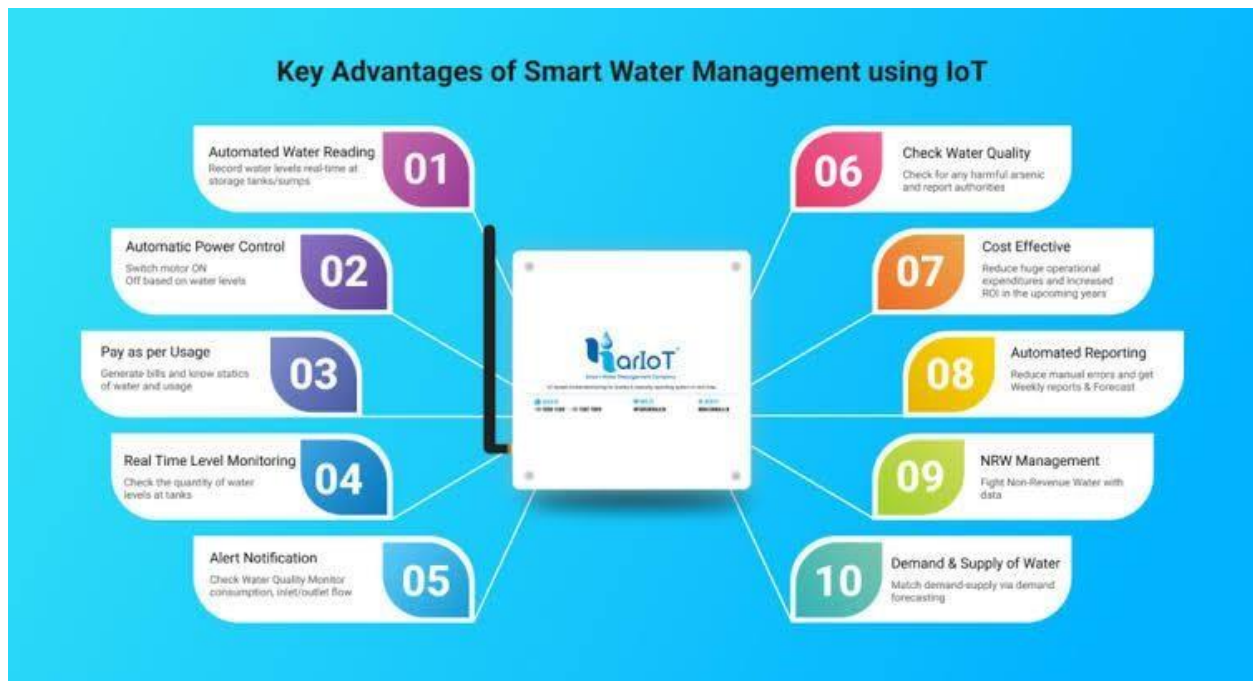 Key Advantages of Smart Water Management using IoT
Automated Water Reading
Record water levels real-time at
storage tanks/sumps
01
Automatic Power Control
Switch motor ON
Off based on water levels
02
Pay as per Usage
Generate bills and know statics
of water and usage
03
Real Time Level Monitoring
Check the quantity of water
levels at tanks
04
Alert Notification
Check Water Quality Monitor
consumption, inlet/outlet flow
05
harIoT
Smart Water Management Company
06
Check Water Quality
Check for any harmful arsenic
and report authorities
07
Cost Effective
Reduce huge operational
expenditures and increased
ROI in the upcoming years
08
Automated Reporting
Reduce manual errors and get
Weekly reports & Forecast
09
NRW Management
Fight Non-Revenue Water with
data
10
Demand & Supply of Water
Match demand-supply via demand
forecasting